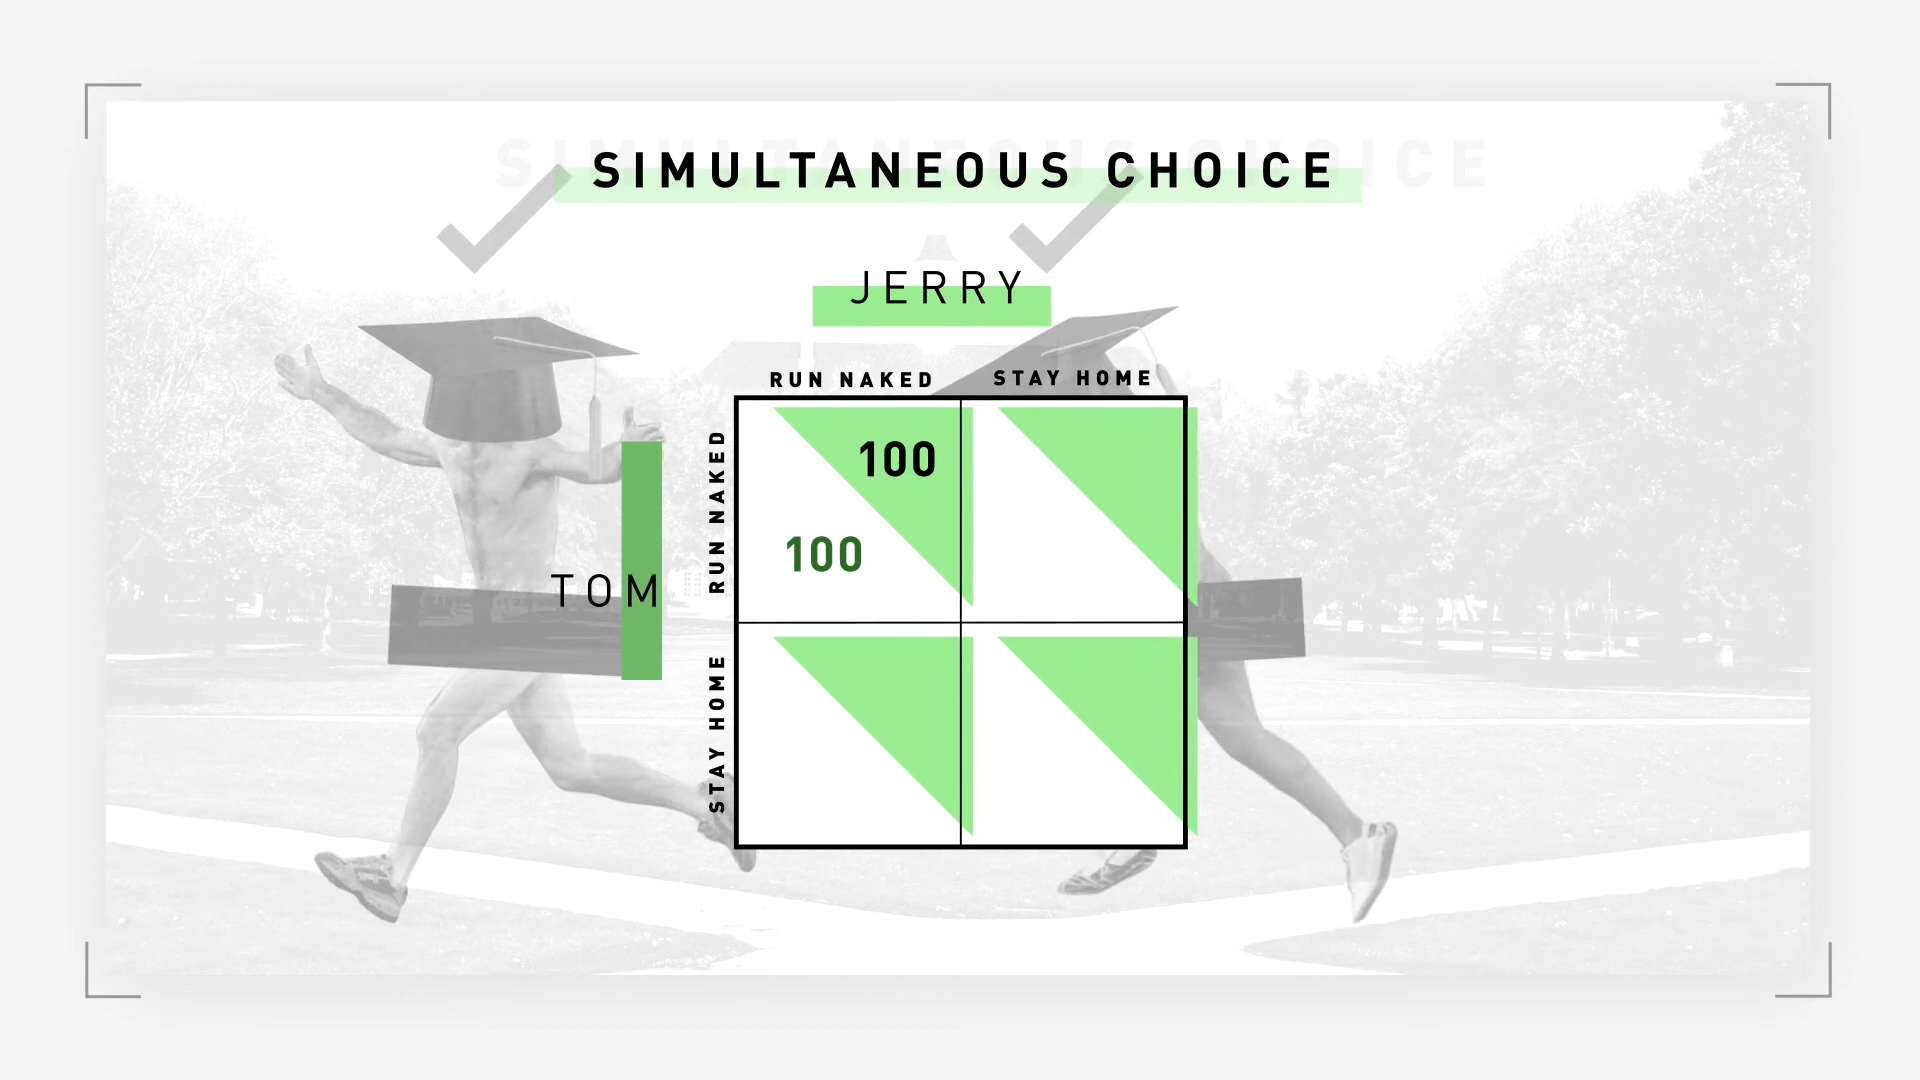 SIMULTANEOUS CHOICE
JERRY
RUN NAKED STAY HOME
RUN NAKED
100
100
TOM
STAY HOME